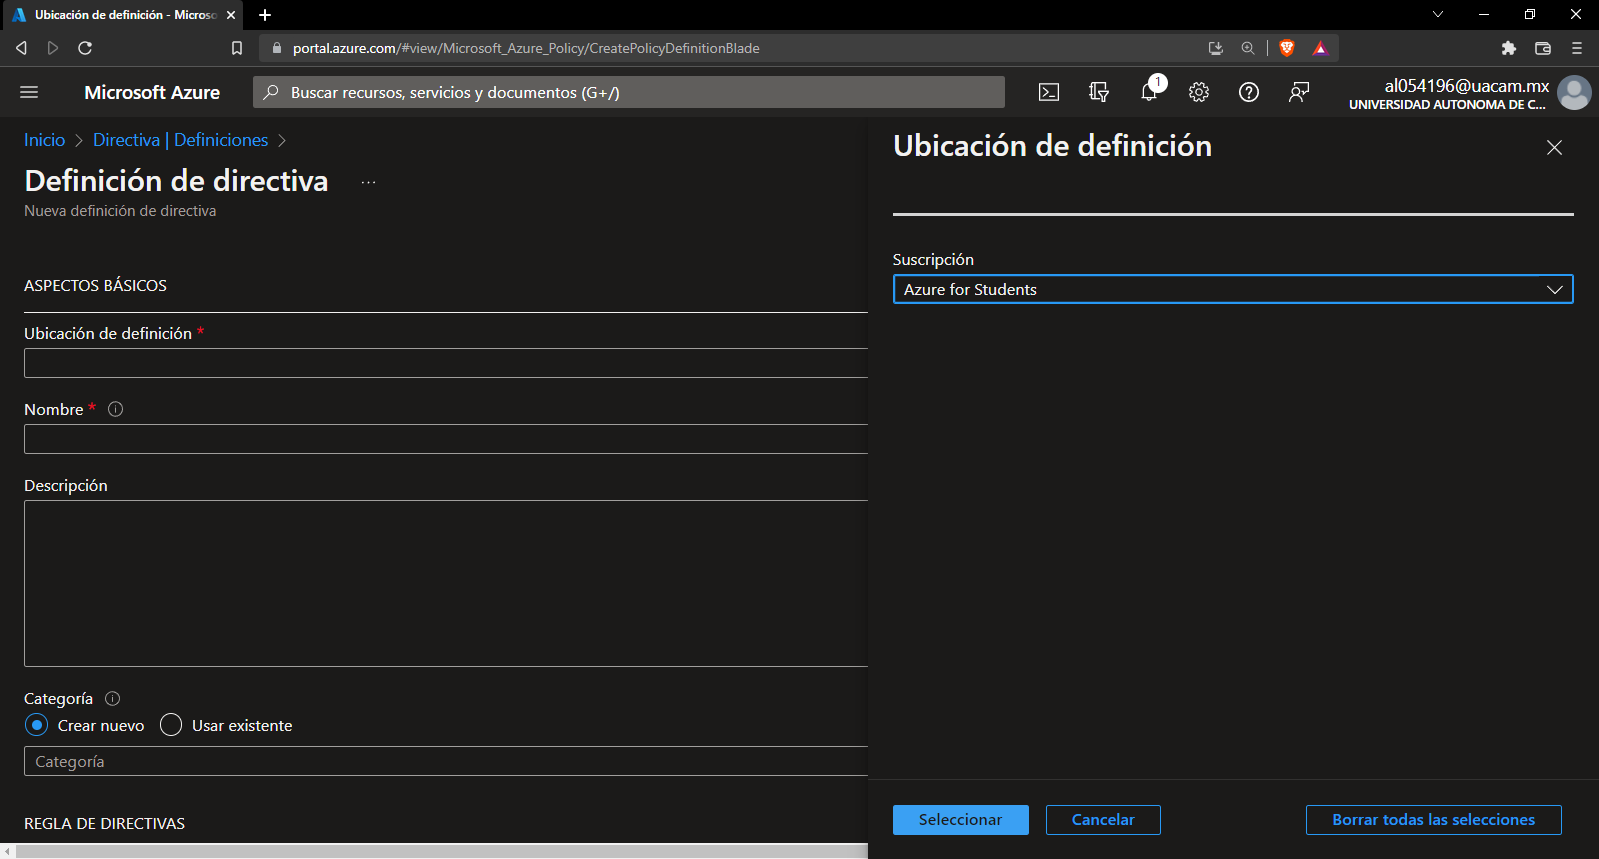 Ubicación de definición - Microso
portal.azure.com/#view/Microsoft_Azure_Policy/CreatePolicyDefinitionBlade
Microsoft Azure
Buscar recursos, servicios y documentos (G+/)
1
al054196@uacam.mx
UNIVERSIDAD AUTONOMA DE C...
Inicio > Directiva | Definiciones >
Definición de directiva ...
Nueva definición de directiva
ASPECTOS BÁSICOS
Ubicación de definición *
Nombre *
Descripción
Categoría
Crear nuevo Usar existente
Categoría
REGLA DE DIRECTIVAS
Ubicación de definición
Suscripción
Azure for Students
Seleccionar Cancelar Borrar todas las selecciones